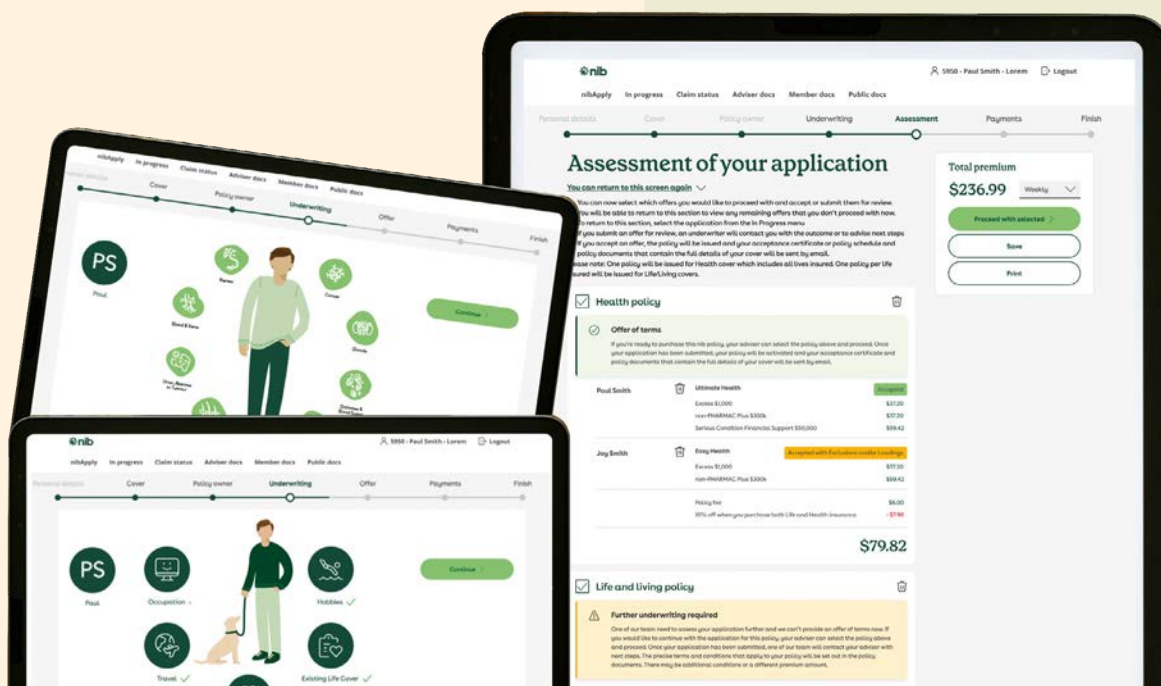 nib
5950 - Paul Smith - Lorem
Logout
nibApply In progress Claim status Adviser docs Member docs Public docs
Personal details Cover Policy owner Underwriting Assessment Payments Finish
Assessment of your application
You can return to this screen again
You can now select which offers you would like to proceed with and accept or submit them for review.
You will be able to return to this section to view any remaining offers that you don't proceed with now.
return to this section, select the application from the In Progress menu
If you submit an offer for review, an underwriter will contact you with the outcome or to advise next steps
If you accept an offer, the policy will be issued and your acceptance certificate or policy schedule and
policy documents that contain the full details of your cover will be sent by email.
note: One policy will be issued for Health cover which includes all lives insured. One policy per life
will be issued for Life/Living covers.
Total premium
$236.99 Weekly
Proceed with selected
Save
Print
Health policy
Offer of terms
If you're ready to purchase this nib policy, your adviser can select the policy above and proceed. Once
your application has been submitted, your policy will be activated and your acceptance certificate and
policy documents that contain the full details of your cover will be sent by email.
Paul Smith Ultimate Health Accepted
Excess $1,000 $37.20
non-PHARMAC Plus $300k $37.20
Serious Condition Financial Support $50,000 $59.42
Joy Smith Easy Health Accepted with Exclusions and/or Loadings
Excess $1,000 $37.20
non-PHARMAC Plus $300k $59.42
Policy fee $6.00
10% off when you purchase both Life and Health Insurance.
$79.82
Life and living policy
Further underwriting required
One of our team need to assess your application further and we can't provide an offer of terms now. If
you would like to continue with the application for this policy, your adviser can select the policy above
and proceed. Once your application has been submitted, one of our team will contact your adviser with
next steps. The precise terms and conditions that apply to your policy will be set out in the policy
documents. There may be additional conditions or a different premium amount.
nibApply In progress Claim status Adviser docs Member docs Public docs
Cover Policy owner Underwriting Offer Payments Finish
PS
Paul
Cancer
Continue
nib
5950 - Paul Smith - Lorem
Logout
nibApply In progress Claim status Adviser docs Member docs Public docs
Personal details Cover Policy owner Underwriting Offer Payments Finish
PS
Paul
Occupation
Hobbies
Continue
Travel
Existing Life Cover